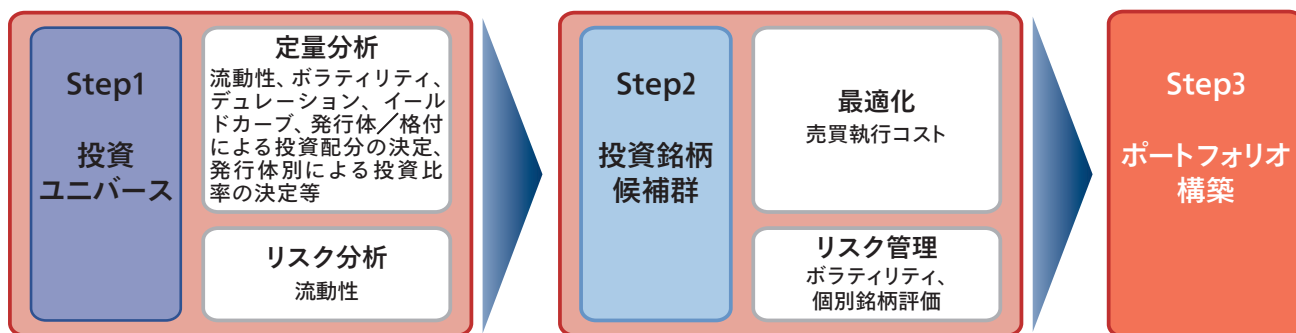 Step1
投資
ユニバース
定量分析
流動性、ボラティリティ、
デュレーション、イール
ドカーブ、発行体／格付
による投資配分の決定、
発行体別による投資比
率の決定等
リスク分析
流動性
Step2
投資銘柄
候補群
最適化
売買執行コスト
リスク管理
ボラティリティ、
個別銘柄評価
Step3
ポートフォリオ
構築